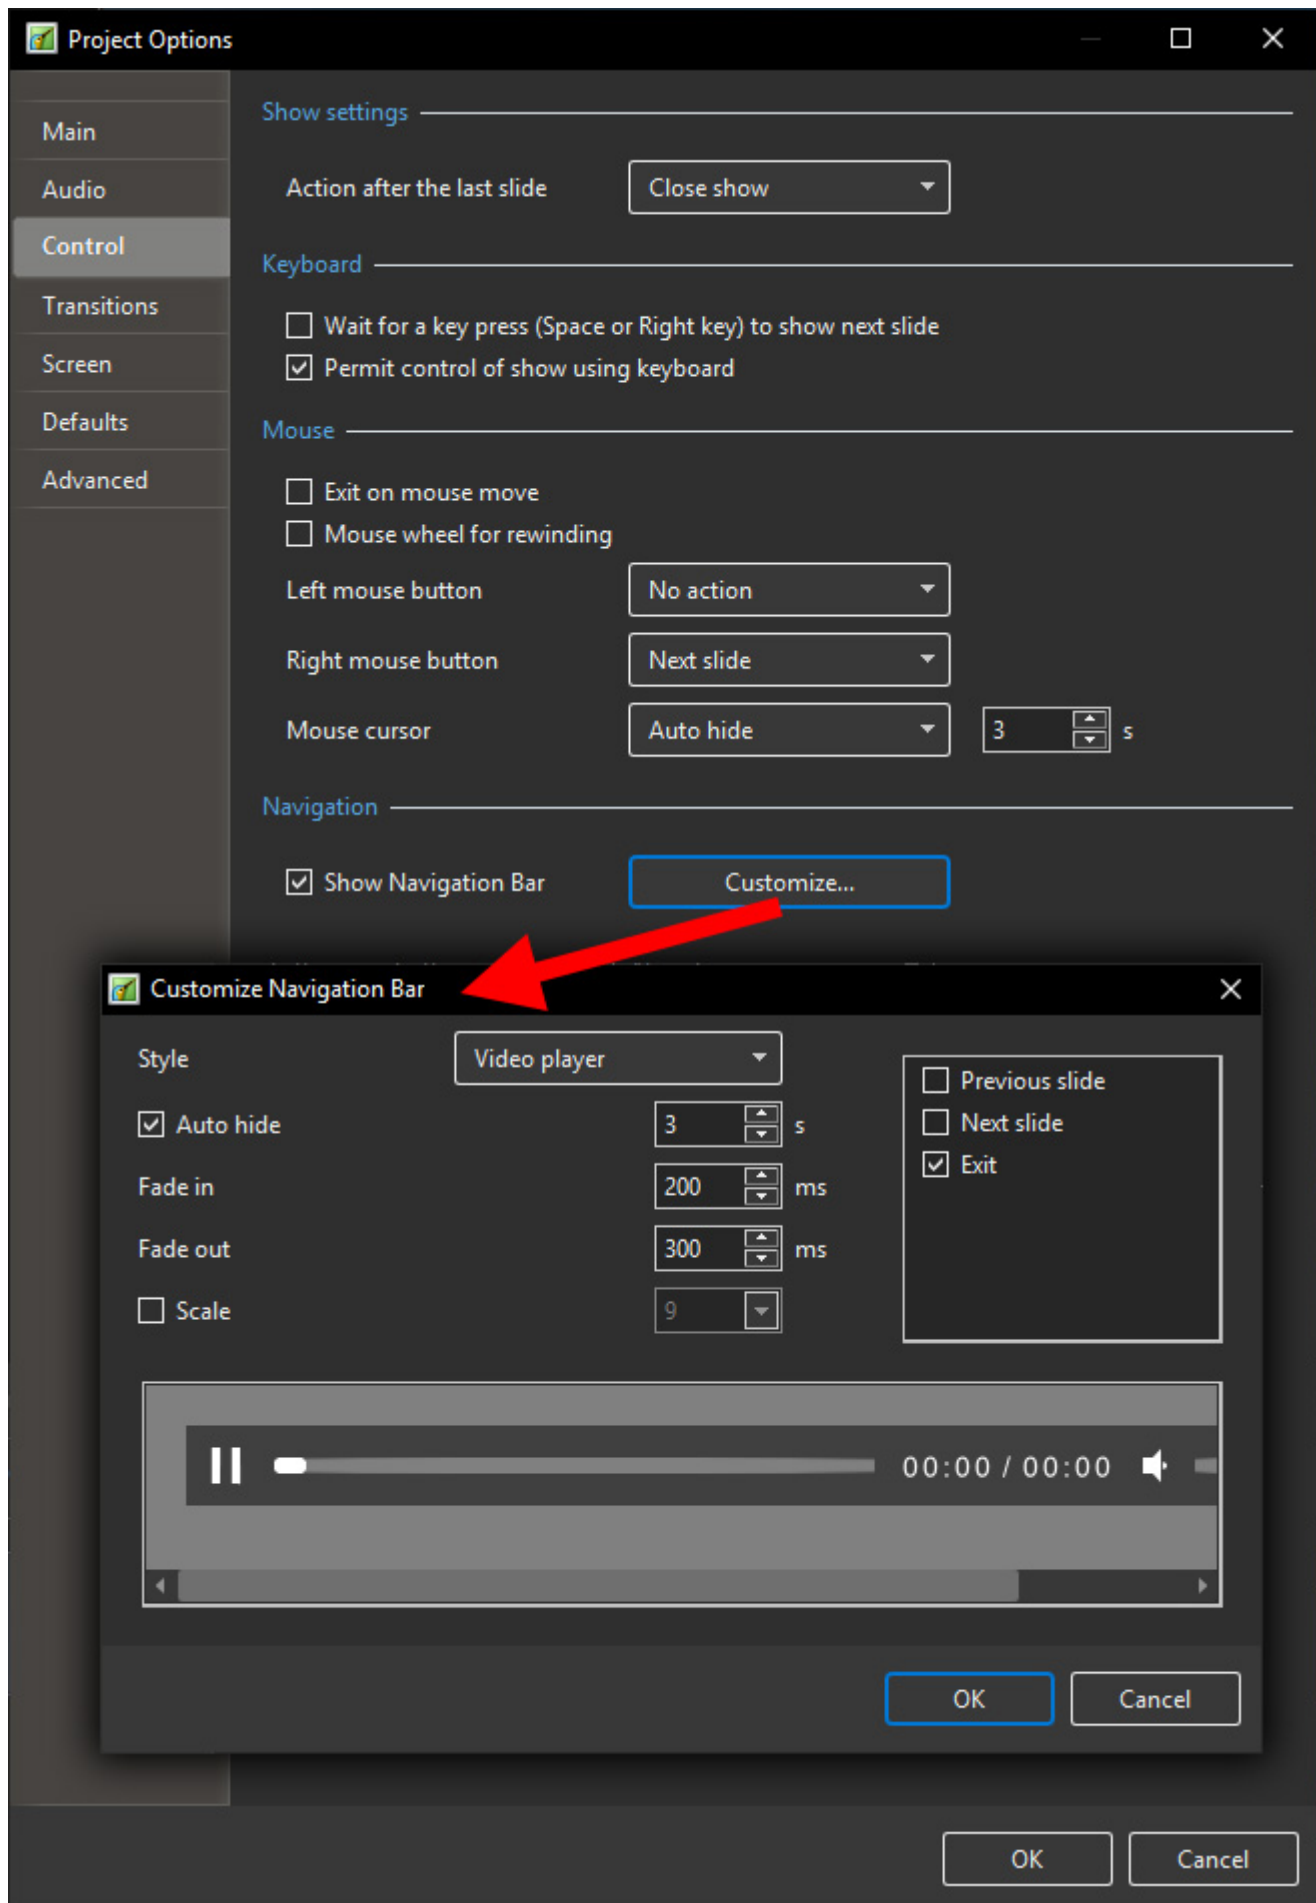 Project Options
Main
Audio
Control
Transitions
Screen
Defaults
Advanced
Show settings
Action after the last slide Close show
Keyboard
Wait for a key press (Space or Right key) to show next slide
Permit control of show using keyboard
Mouse
Exit on mouse move
Mouse wheel for rewinding
Left mouse button No action
Right mouse button Next slide
Mouse cursor Auto hide 3 s
Navigation
Show Navigation Bar Customize...
Customize Navigation Bar
Style Video player
Auto hide 3 s
Fade in 200 ms
Fade out 300 ms
Scale 9
Previous slide
Next slide
Exit
00:00 / 00:00
OK Cancel
OK Cancel